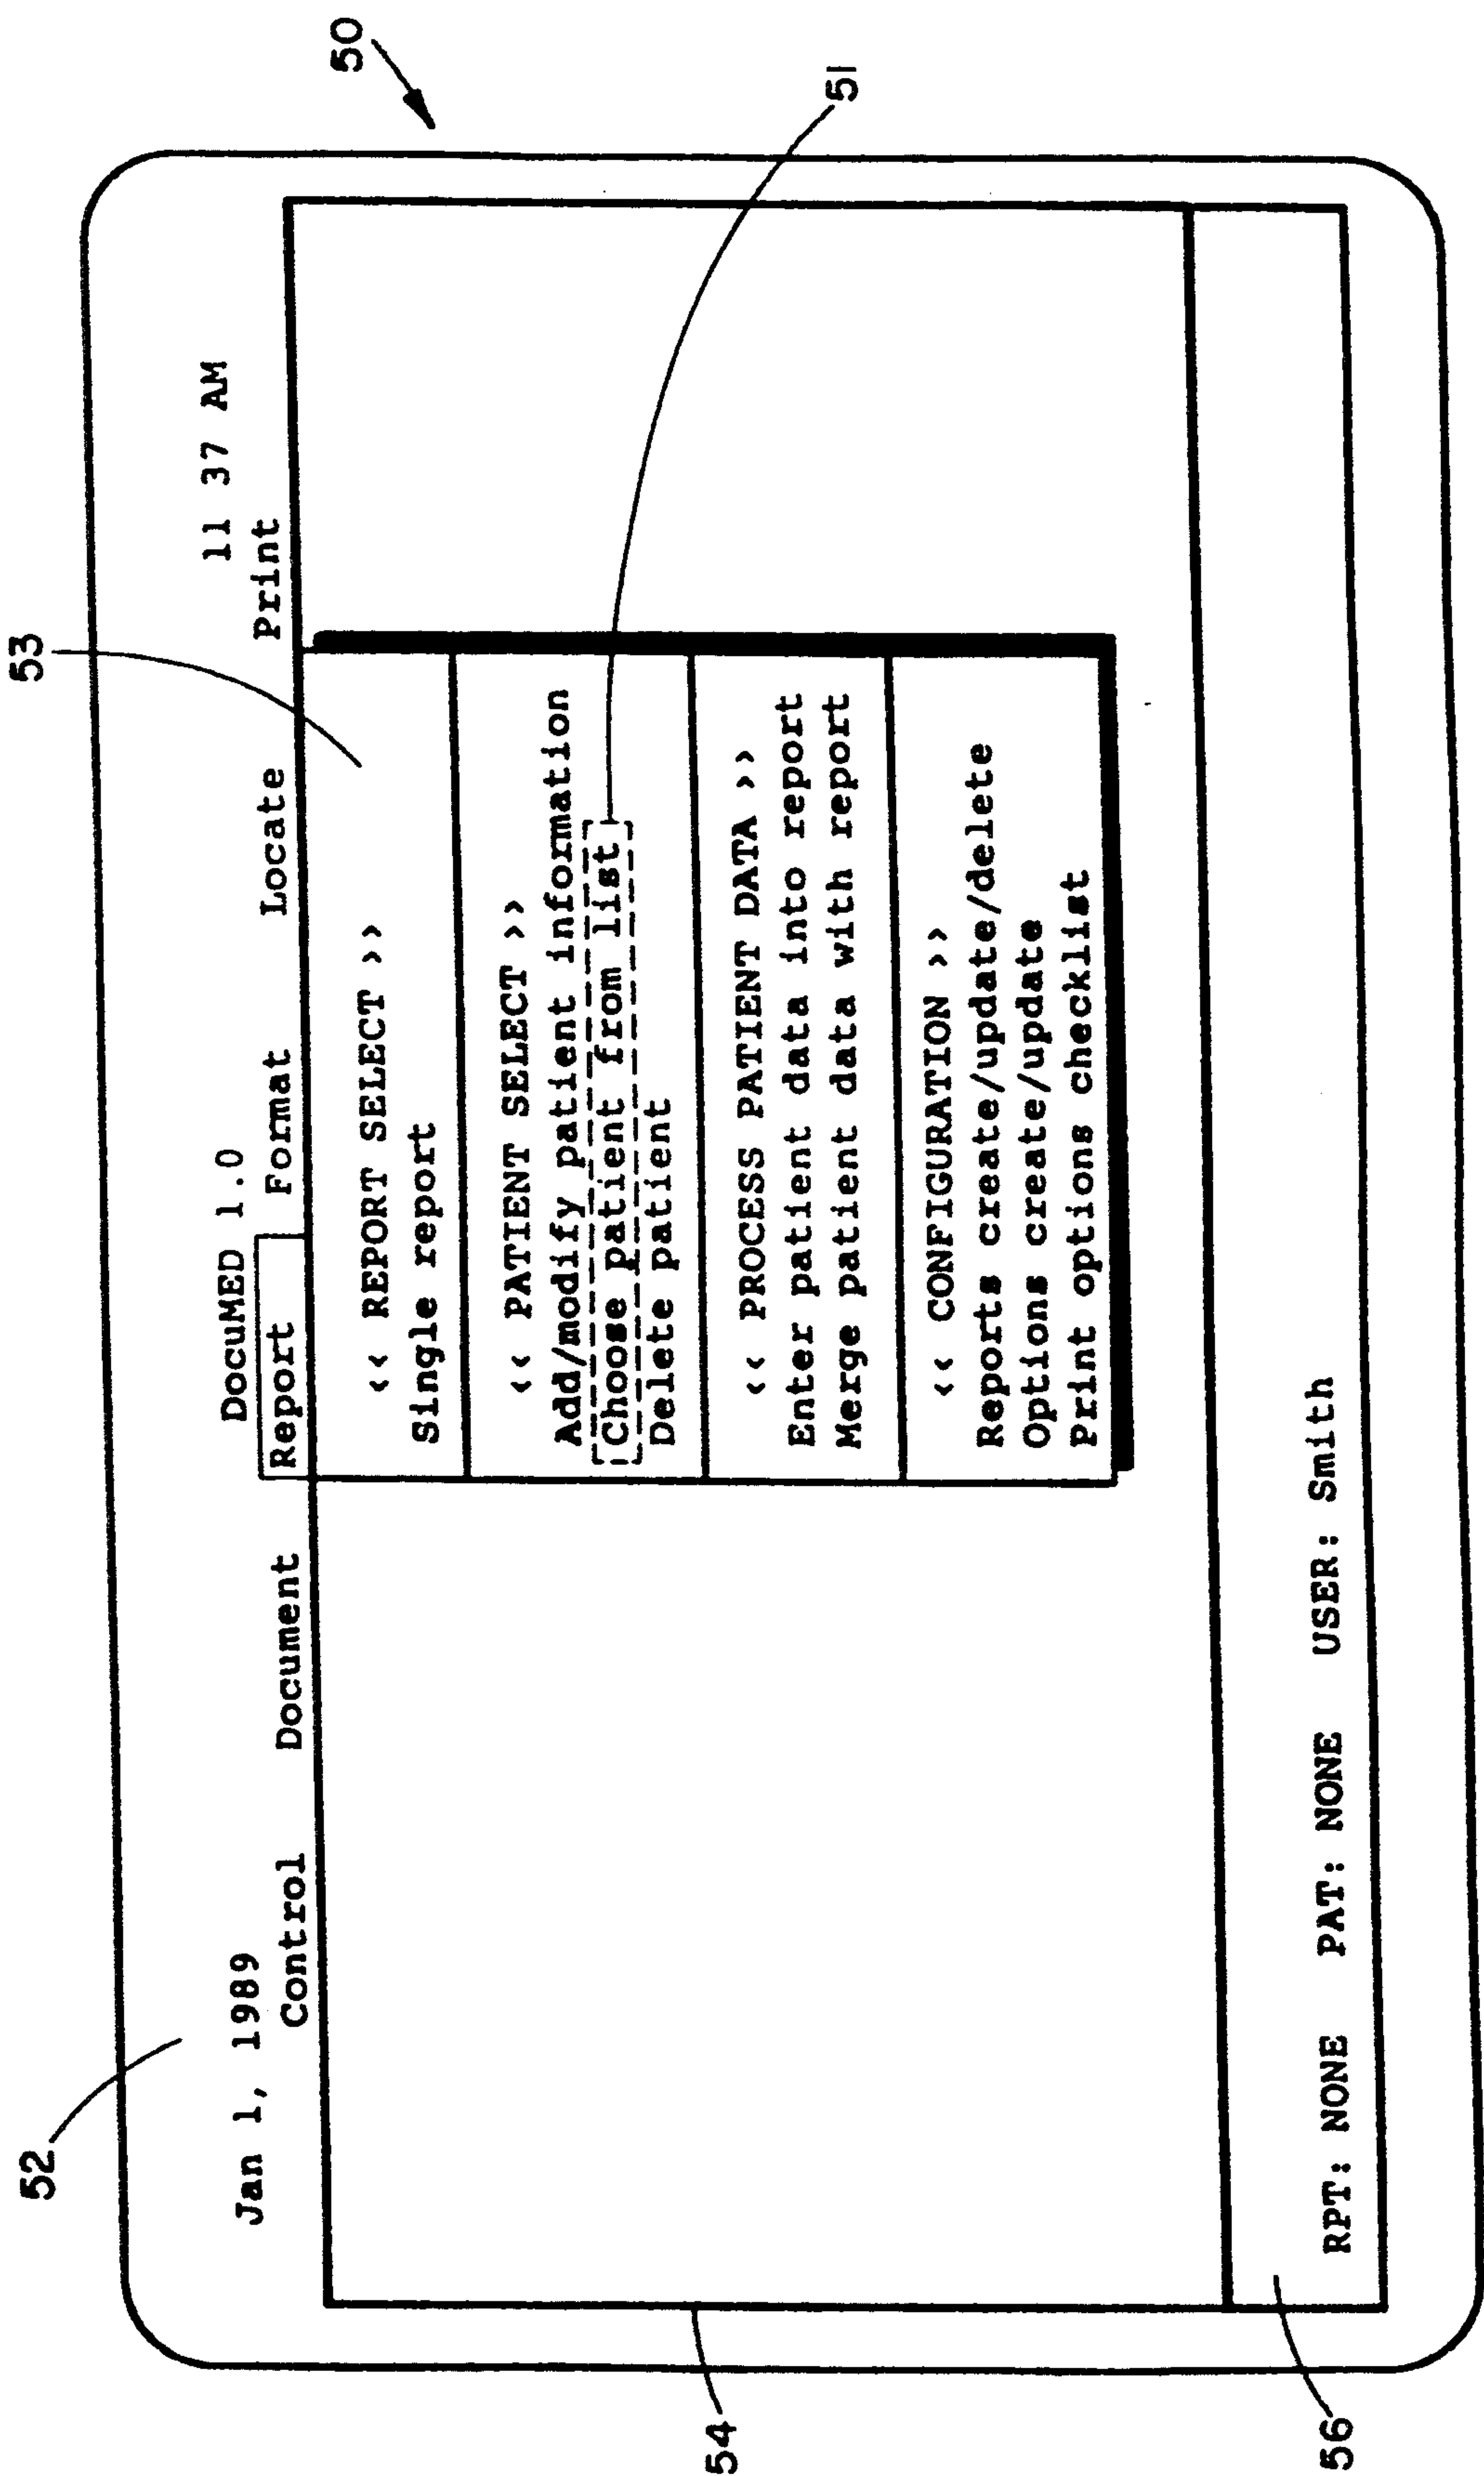 50
53
52
51
Jan 1, 1989 DocuMED 1.0 11 37 AM
Control Document Report Format Locate Print
<< REPORT SELECT >>
Single report
<< PATIENT SELECT >>
Add/modify patient information
Choose patient from list
Delete patient
<< PROCESS PATIENT DATA >>
Enter patient data into report
Merge patient data with report
<< CONFIGURATION >>
Reports create/update/delete
Options create/update
Print options checklist
54
RPT: NONE PAT: NONE USER: Smith
56